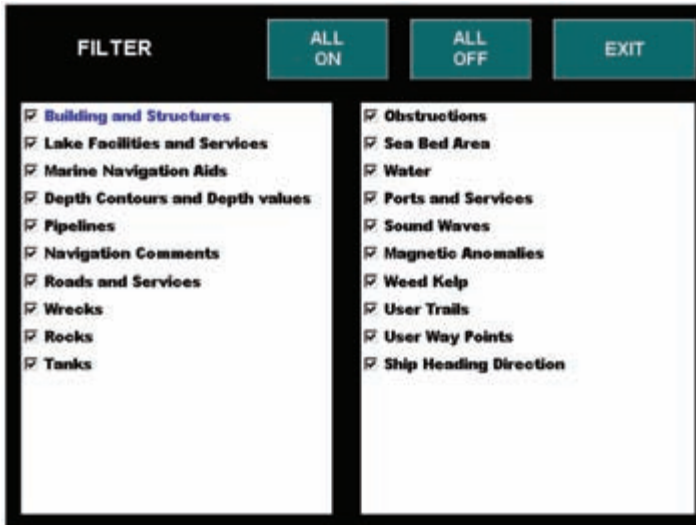 FILTER
ALL
ON
ALL
OFF
EXIT
Building and Structures
Lake Facilities and Services
Marine Navigation Aids
Depth Contours and Depth values
Pipelines
Navigation Comments
Roads and Services
Wrecks
Rocks
Tanks
Obstructions
Sea Bed Area
Water
Ports and Services
Sound Waves
Magnetic Anomalies
Weed Kelp
User Trails
User Way Points
Ship Heading Direction